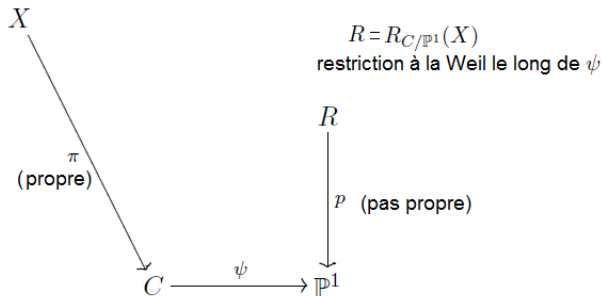 X
R = R_{C/ℙ¹}(X)
restriction à la Weil le long de ψ
R
π
(propre)
p (pas propre)
ψ
C
ℙ¹